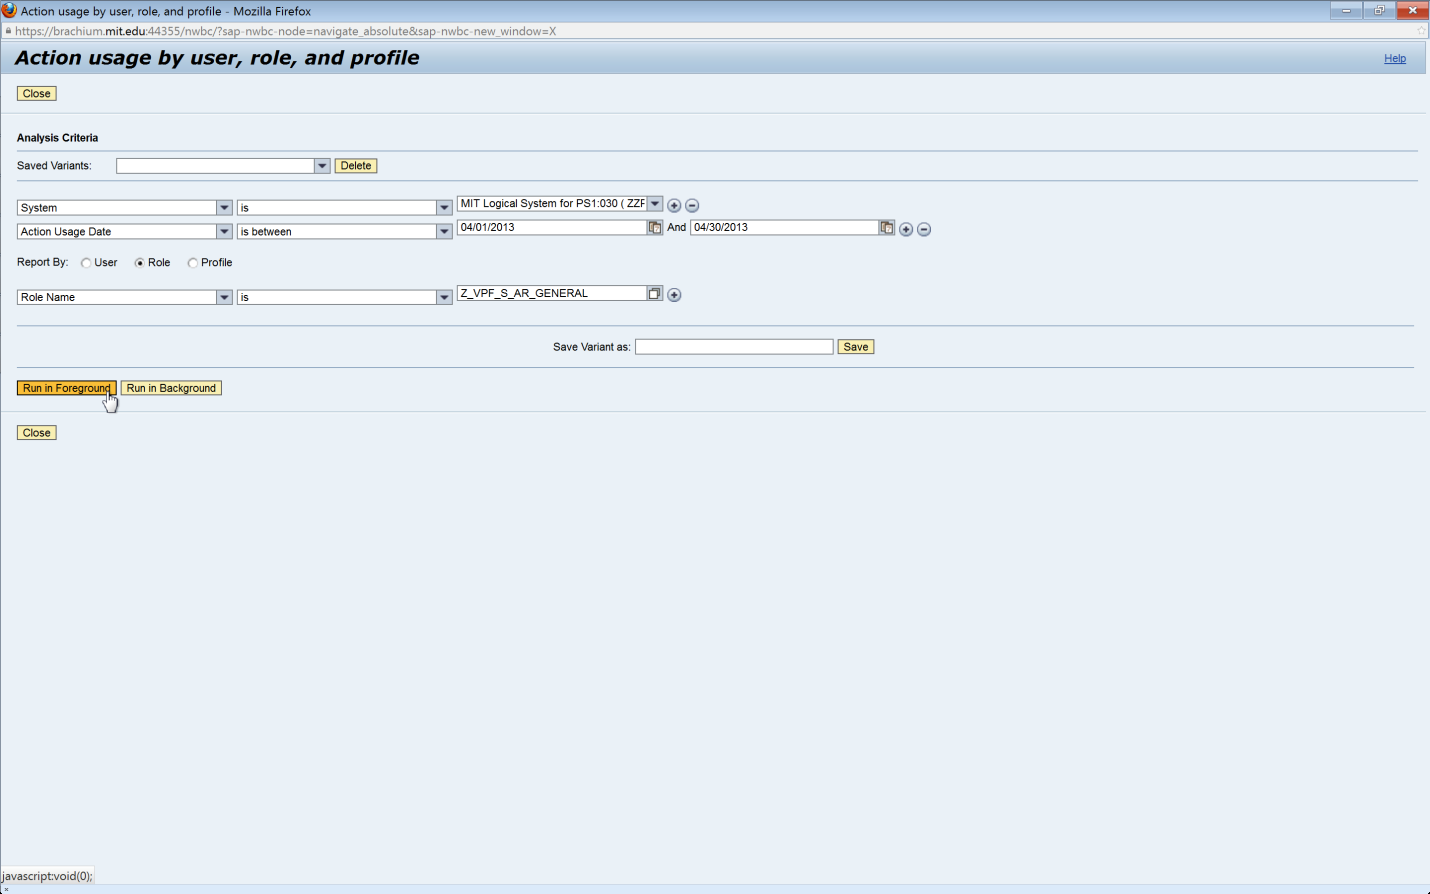 Action usage by user, role, and profile - Mozilla Firefox
https://brachium.mit.edu:44355/nwbc/?sap-nwbc-node=navigate_absolute&sap-nwbc-new_window=X
Action usage by user, role, and profile
Help
Close
Analysis Criteria
Saved Variants:
Delete
System is MIT Logical System for PS1:030 ( ZZF
Action Usage Date is between 04/01/2013 And 04/30/2013
Report By: User Role Profile
Role Name is Z_VPF_S_AR_GENERAL
Save Variant as: Save
Run in Foreground Run in Background
Close
javascript:void(0);